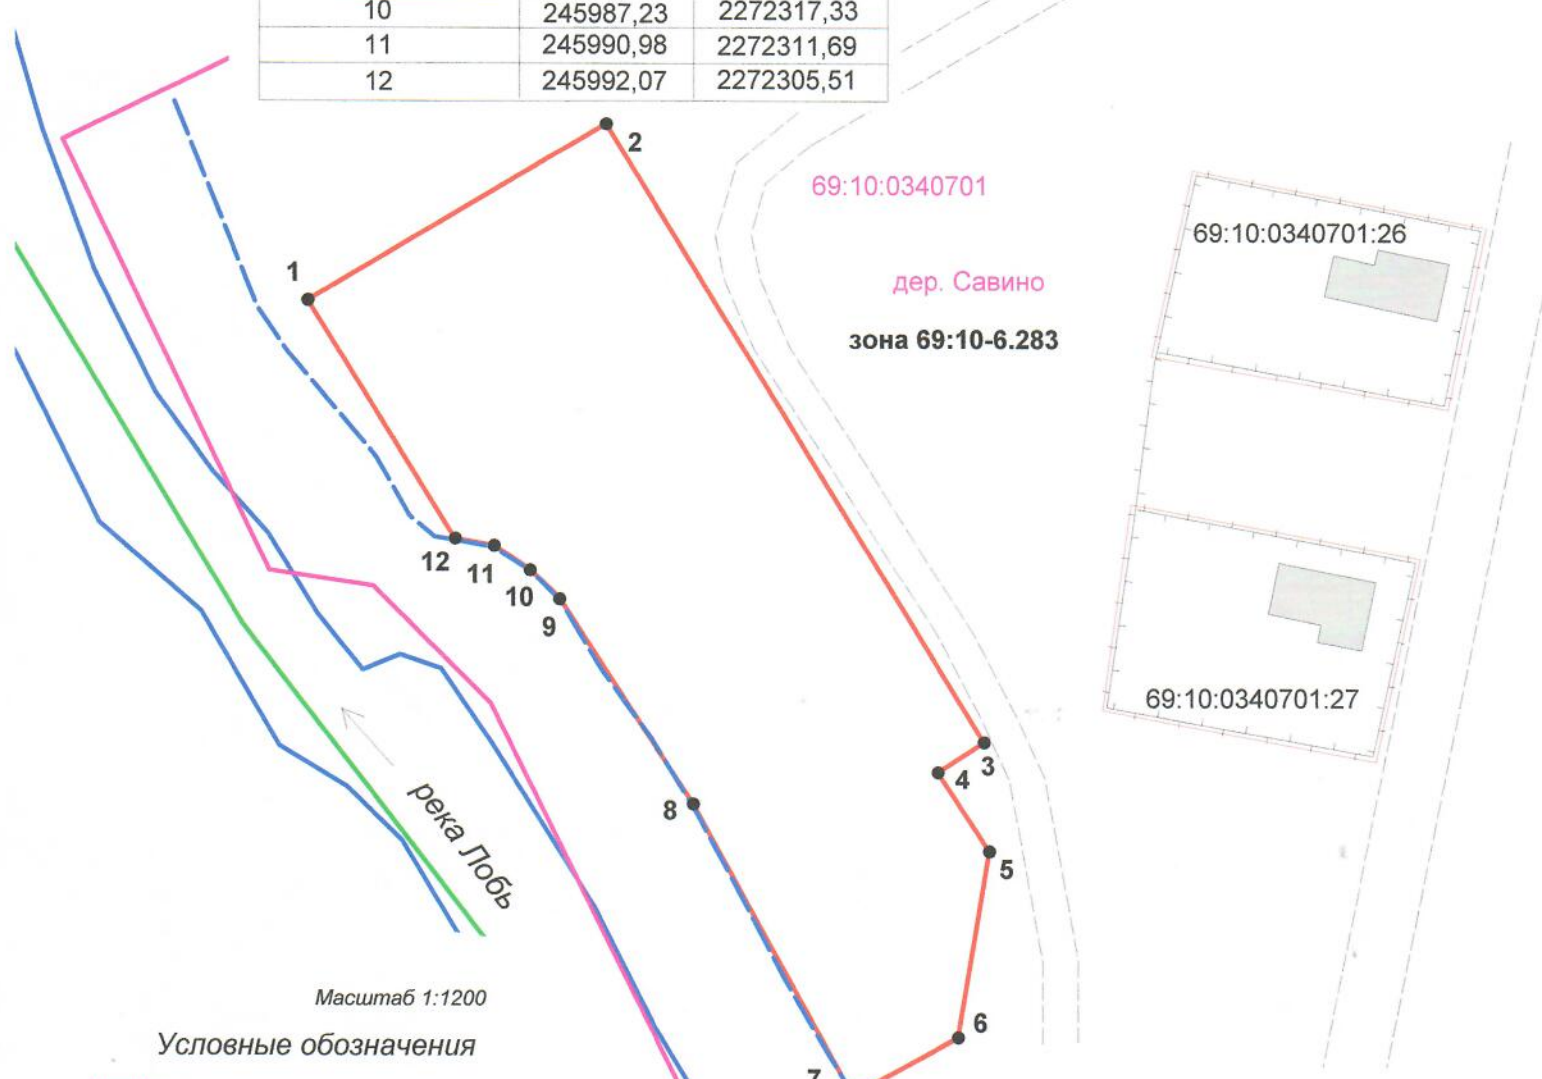 10 245987,23 2272317,33
11 245990,98 2272311,69
12 245992,07 2272305,51
2
69:10:0340701
69:10:0340701:26
1
дер. Савино
зона 69:10-6.283
12
11
10
9
69:10:0340701:27
3
4
8
река Лобь
5
Масштаб 1:1200
6
Условные обозначения
7